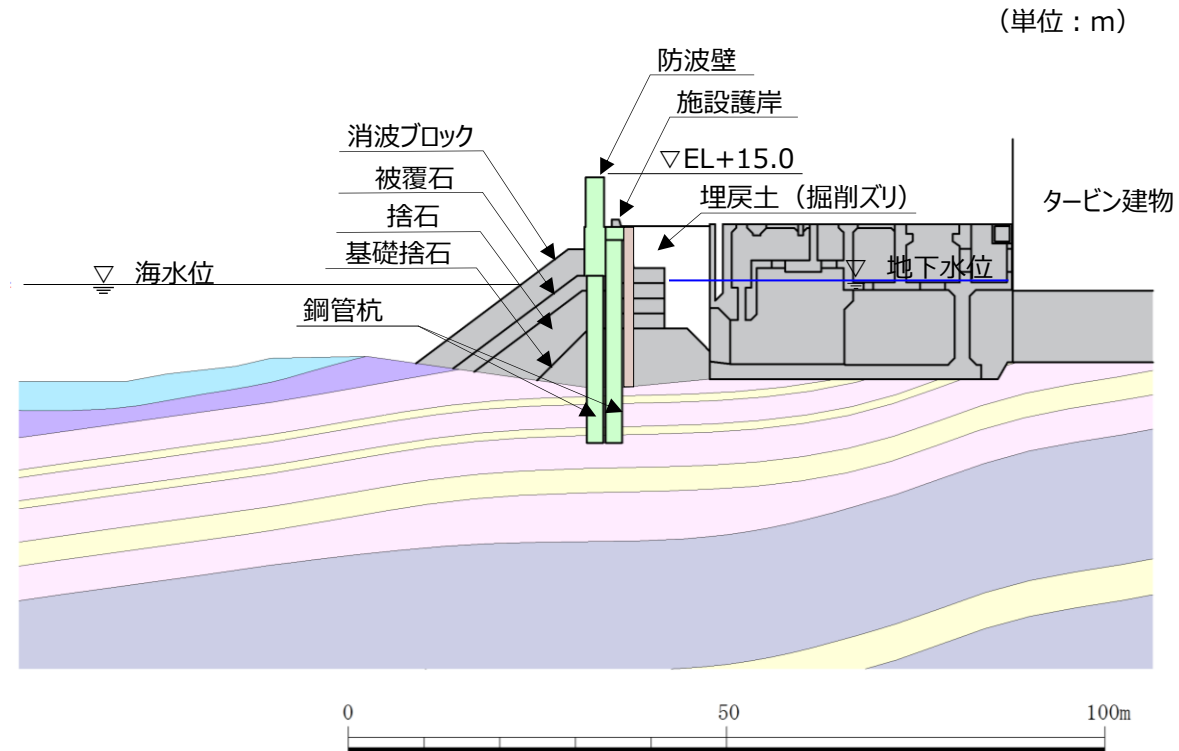 （単位：m）
防波壁
施設護岸
消波ブロック
▽EL+15.0
被覆石
埋戻土（掘削ズリ）
タービン建物
捨石
基礎捨石
▽ 海水位
▽ 地下水位
鋼管杭
0 50 100m